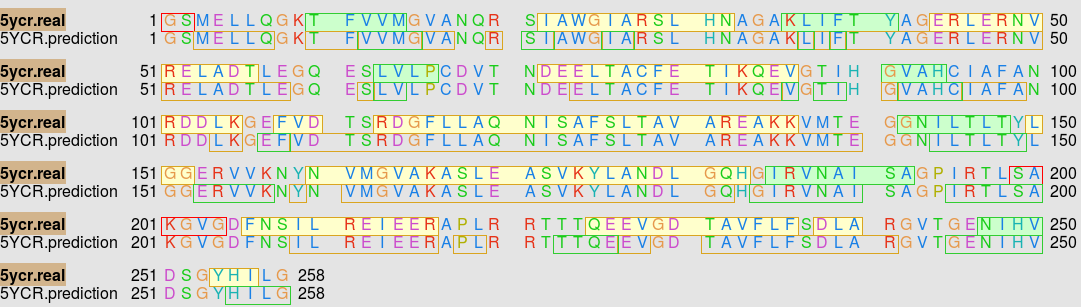 5ycr.real 1 GSMELLQGKT FVVMGVANQR SIAWGIARSL HNAGAKLIFT YAGERLERNV 50
5YCR.prediction 1 GSMELLQGKT FVVMGVANQR SIAWGIARSL HNAGAKLIFT YAGERLERNV 50
5ycr.real 51 RELADTLEGQ ESLVLPCDVT NDEELTACFE TIKQEVGTIH GVAHCIAFAN 100
5YCR.prediction 51 RELADTLEGQ ESLVLPCDVT NDEELTACFE TIKQEVGTIH GVAHCIAFAN 100
5ycr.real 101 RDDLKGEFVD TSRDGFLLAQ NISAFSLTAV AREAKKVMTE GGNILTLTYL 150
5YCR.prediction 101 RDDLKGEFVD TSRDGFLLAQ NISAFSLTAV AREAKKVMTE GGNILTLTYL 150
5ycr.real 151 GGERVVKNYN VMGVAKASLE ASVKYLANDL GQHGIRVNAI SAGPIRTLSA 200
5YCR.prediction 151 GGERVVKNYN VMGVAKASLE ASVKYLANDL GQHGIRVNAI SAGPIRTLSA 200
5ycr.real 201 KGVGDFNSIL REIEERAPLR RTTTQEEVGD TAVFLFSDLA RGVTGENIHV 250
5YCR.prediction 201 KGVGDFNSIL REIEERAPLR RTTTQEEVGD TAVFLFSDLA RGVTGENIHV 250
5ycr.real 251 DSGYHILG 258
5YCR.prediction 251 DSGYHILG 258